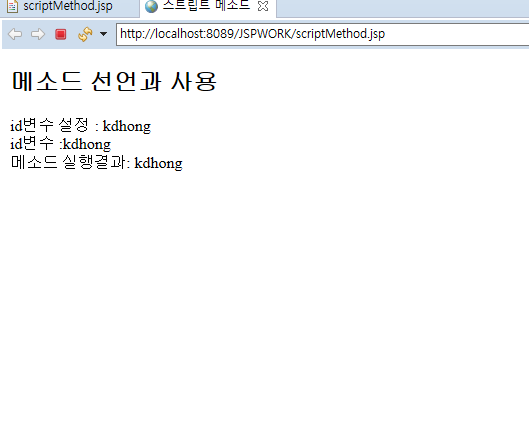 scriptMethod.jsp
스트립트 메소드
http://localhost:8089/JSPWORK/scriptMethod.jsp
메소드 선언과 사용
id변수 설정 : kdhong
id변수 :kdhong
메소드 실행결과: kdhong